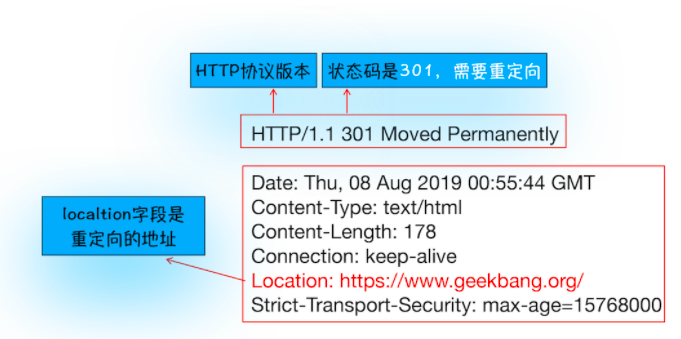 HTTP协议版本
状态码是301，需要重定向
HTTP/1.1 301 Moved Permanently
Date: Thu, 08 Aug 2019 00:55:44 GMT
Content-Type: text/html
Content-Length: 178
Connection: keep-alive
Location: https://www.geekbang.org/
Strict-Transport-Security: max-age=15768000
localtion字段是
重定向的地址